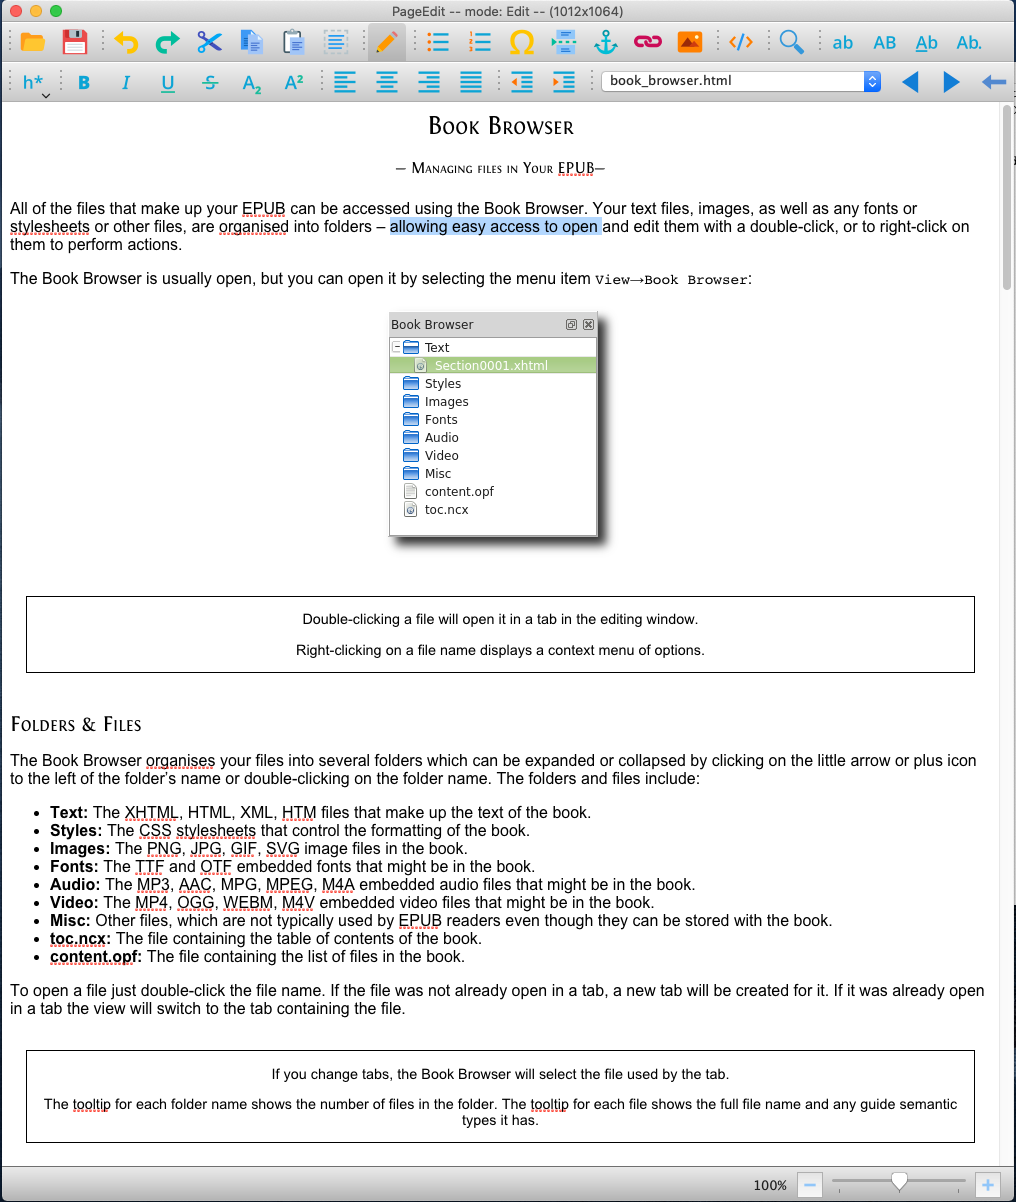 PageEdit -- mode: Edit -- (1012x1064)
ab AB Ab Ab.
h* B I U S A2 A2 book_browser.html
Book Browser
— Managing files in Your EPUB—
All of the files that make up your EPUB can be accessed using the Book Browser. Your text files, images, as well as any fonts or
stylesheets or other files, are organised into folders – allowing easy access to open and edit them with a double-click, or to right-click on
them to perform actions.
The Book Browser is usually open, but you can open it by selecting the menu item View→Book Browser:
Book Browser
Text
Section0001.xhtml
Styles
Images
Fonts
Audio
Video
Misc
content.opf
toc.ncx
Double-clicking a file will open it in a tab in the editing window.
Right-clicking on a file name displays a context menu of options.
Folders & Files
The Book Browser organises your files into several folders which can be expanded or collapsed by clicking on the little arrow or plus icon
to the left of the folder's name or double-clicking on the folder name. The folders and files include:
• Text: The XHTML, HTML, XML, HTM files that make up the text of the book.
• Styles: The CSS stylesheets that control the formatting of the book.
• Images: The PNG, JPG, GIF, SVG image files in the book.
• Fonts: The TTF and OTF embedded fonts that might be in the book.
• Audio: The MP3, AAC, MPG, MPEG, M4A embedded audio files that might be in the book.
• Video: The MP4, OGG, WEBM, M4V embedded video files that might be in the book.
• Misc: Other files, which are not typically used by EPUB readers even though they can be stored with the book.
• toc.ncx: The file containing the table of contents of the book.
• content.opf: The file containing the list of files in the book.
To open a file just double-click the file name. If the file was not already open in a tab, a new tab will be created for it. If it was already open
in a tab the view will switch to the tab containing the file.
If you change tabs, the Book Browser will select the file used by the tab.
The tooltip for each folder name shows the number of files in the folder. The tooltip for each file shows the full file name and any guide semantic
types it has.
100%